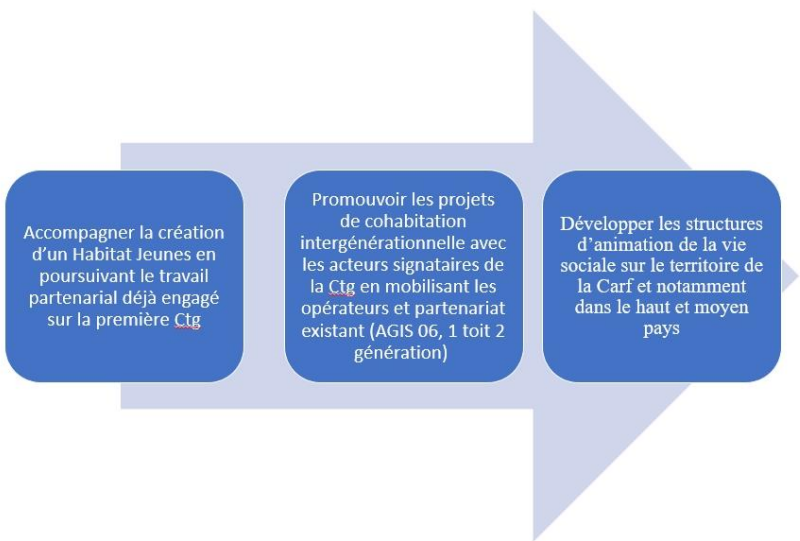 Accompagner la création
d'un Habitat Jeunes en
poursuivant le travail
partenarial déjà engagé
sur la première Ctg
Promouvoir les projets
de cohabitation
intergénérationnelle avec
les acteurs signataires de
la Ctg en mobilisant les
opérateurs et partenariat
existant (AGIS 06, 1 toit 2
génération)
Développer les structures
d'animation de la vie
sociale sur le territoire de
la Carf et notamment
dans le haut et moyen
pays